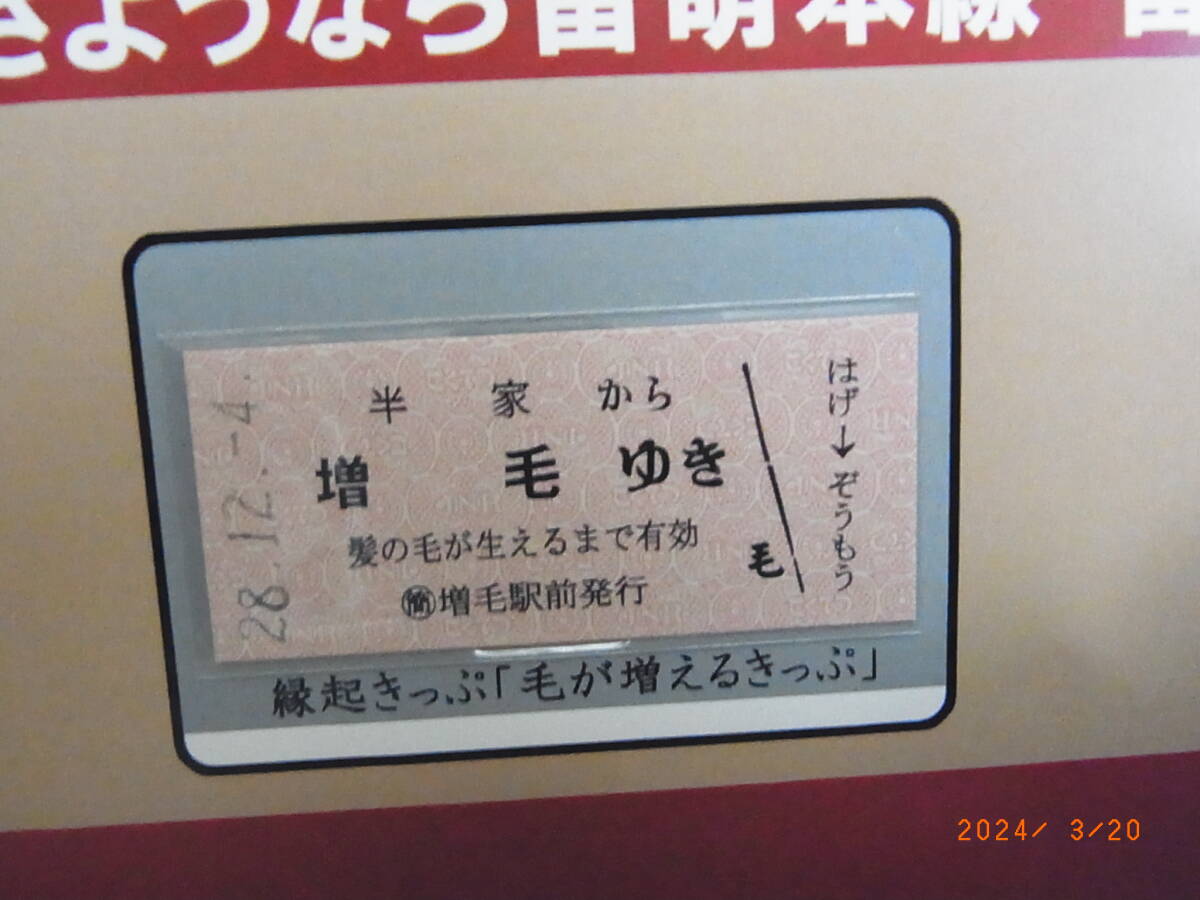 さようなら留萌本線 留
28.12.-4.
半家から
増毛ゆき
髪の毛が生えるまで有効
㊙増毛駅前発行
毛
はげ→ぞうもう
縁起きっぷ「毛が増えるきっぷ」
2024/ 3/20